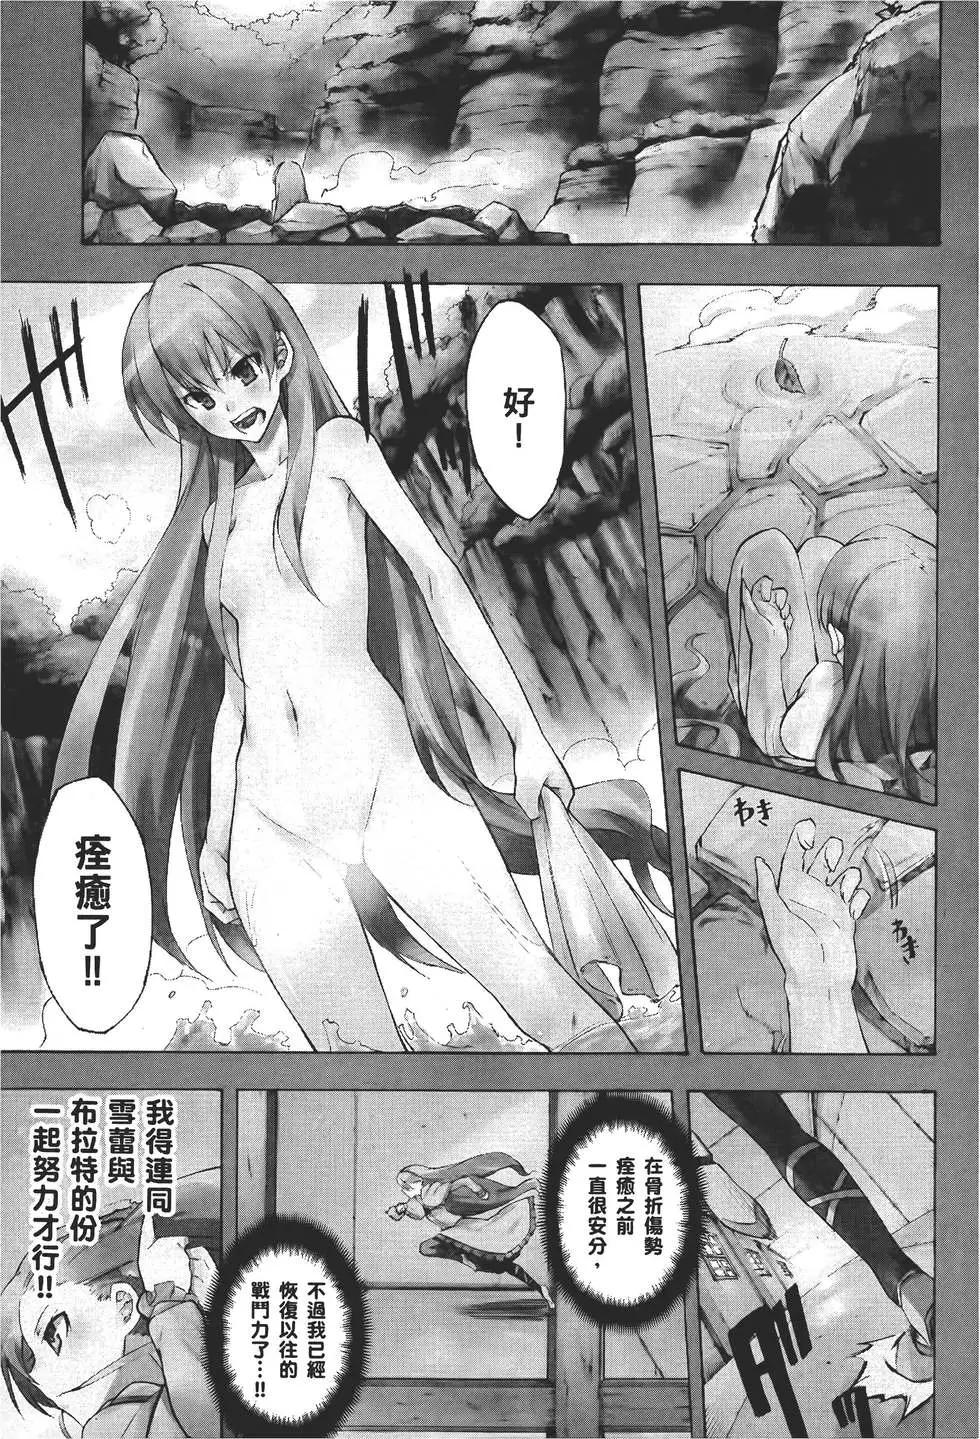 わき
わき
好！
痊癒了!!
在骨折傷勢
痊癒之前
一直很安分，
不過我已經
恢復以往的
戰鬥力了…!!
我得連同
雪蕾與
布拉特的份
一起努力才行!!